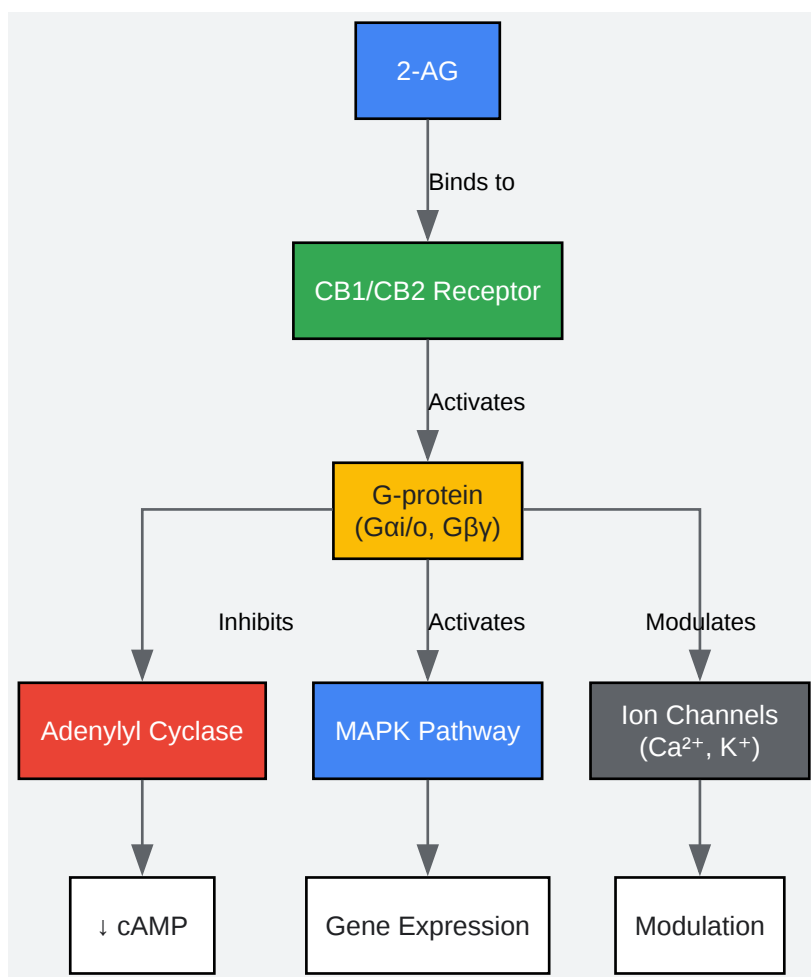 2-AG
Binds to
CB1/CB2 Receptor
Activates
G-protein
(Gαi/o, Gβγ)
Inhibits
Activates
Modulates
Adenylyl Cyclase
MAPK Pathway
Ion Channels
(Ca²⁺, K⁺)
↓ cAMP
Gene Expression
Modulation